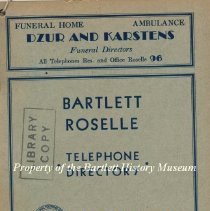 FUNERAL HOME AMBULANCE
DZUR AND KARSTENS
Funeral Directors
All Telephones Res. and Office Roselle 96
BARTLETT
ROSELLE
LIBRARY
COPY
TELEPHONE
Property of the Bartlett History Museum
DIRECTORY